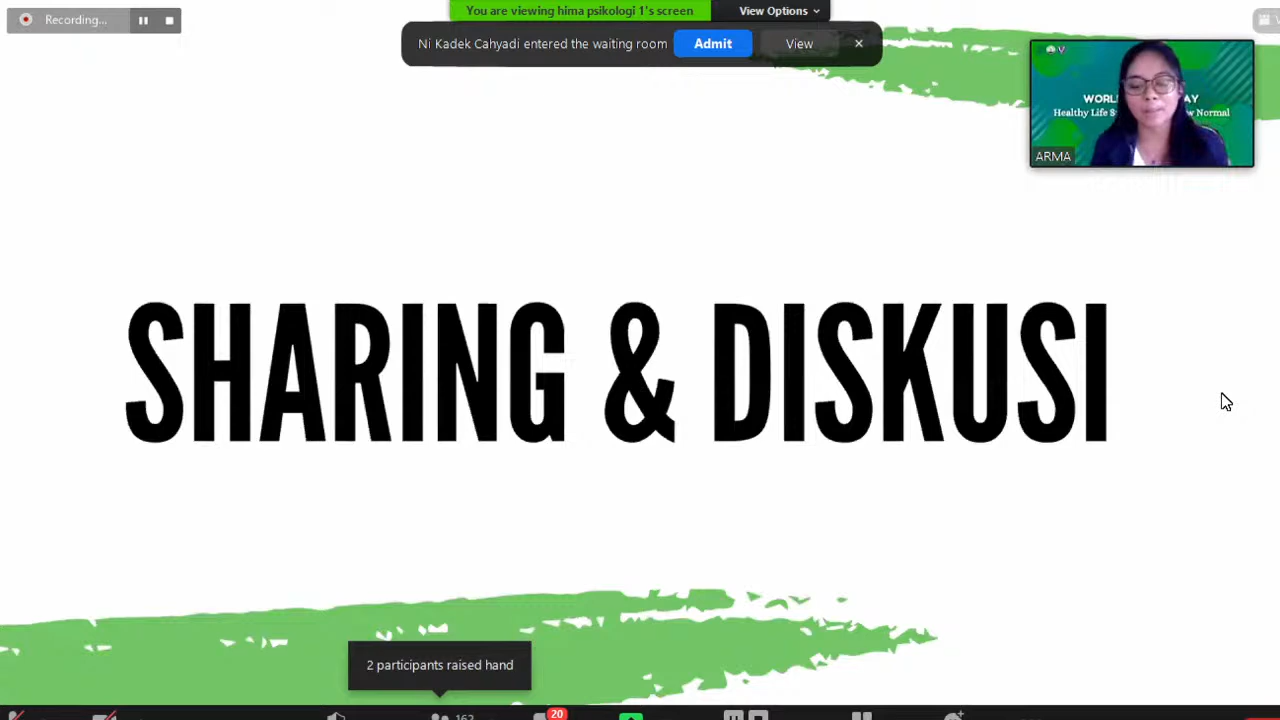 Recording...
You are viewing hima psikologi 1's screen
View Options
Ni Kadek Cahyadi entered the waiting room
Admit
View
Healthy Life
Normal
ARMA
SHARING & DISKUSI
2 participants raised hand
162
20